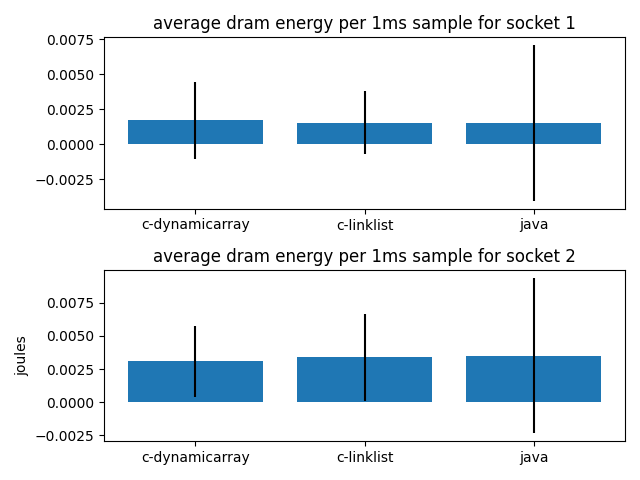 average dram energy per 1ms sample for socket 1
0.0075
0.0050
0.0025
0.0000
−0.0025
c-dynamicarray c-linklist java
average dram energy per 1ms sample for socket 2
0.0075
0.0050
0.0025
0.0000
−0.0025
joules
c-dynamicarray c-linklist java